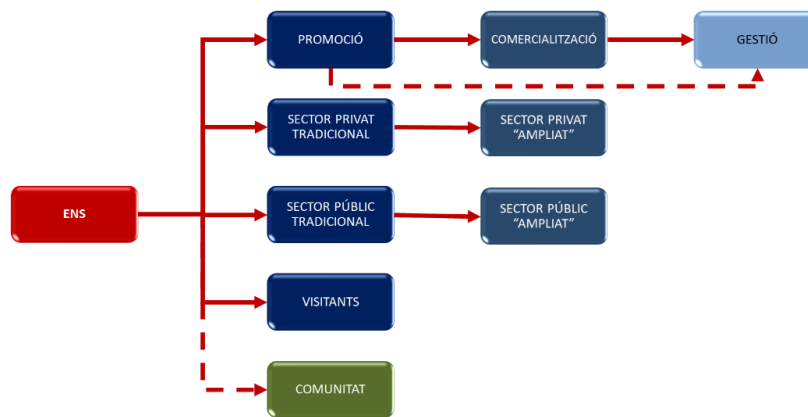 PROMOCIÓ
COMERCIALITZACIÓ
GESTIÓ
SECTOR PRIVAT
TRADICIONAL
SECTOR PRIVAT
“AMPLIAT”
ENS
SECTOR PÚBLIC
TRADICIONAL
SECTOR PÚBLIC
“AMPLIAT”
VISITANTS
COMUNITAT